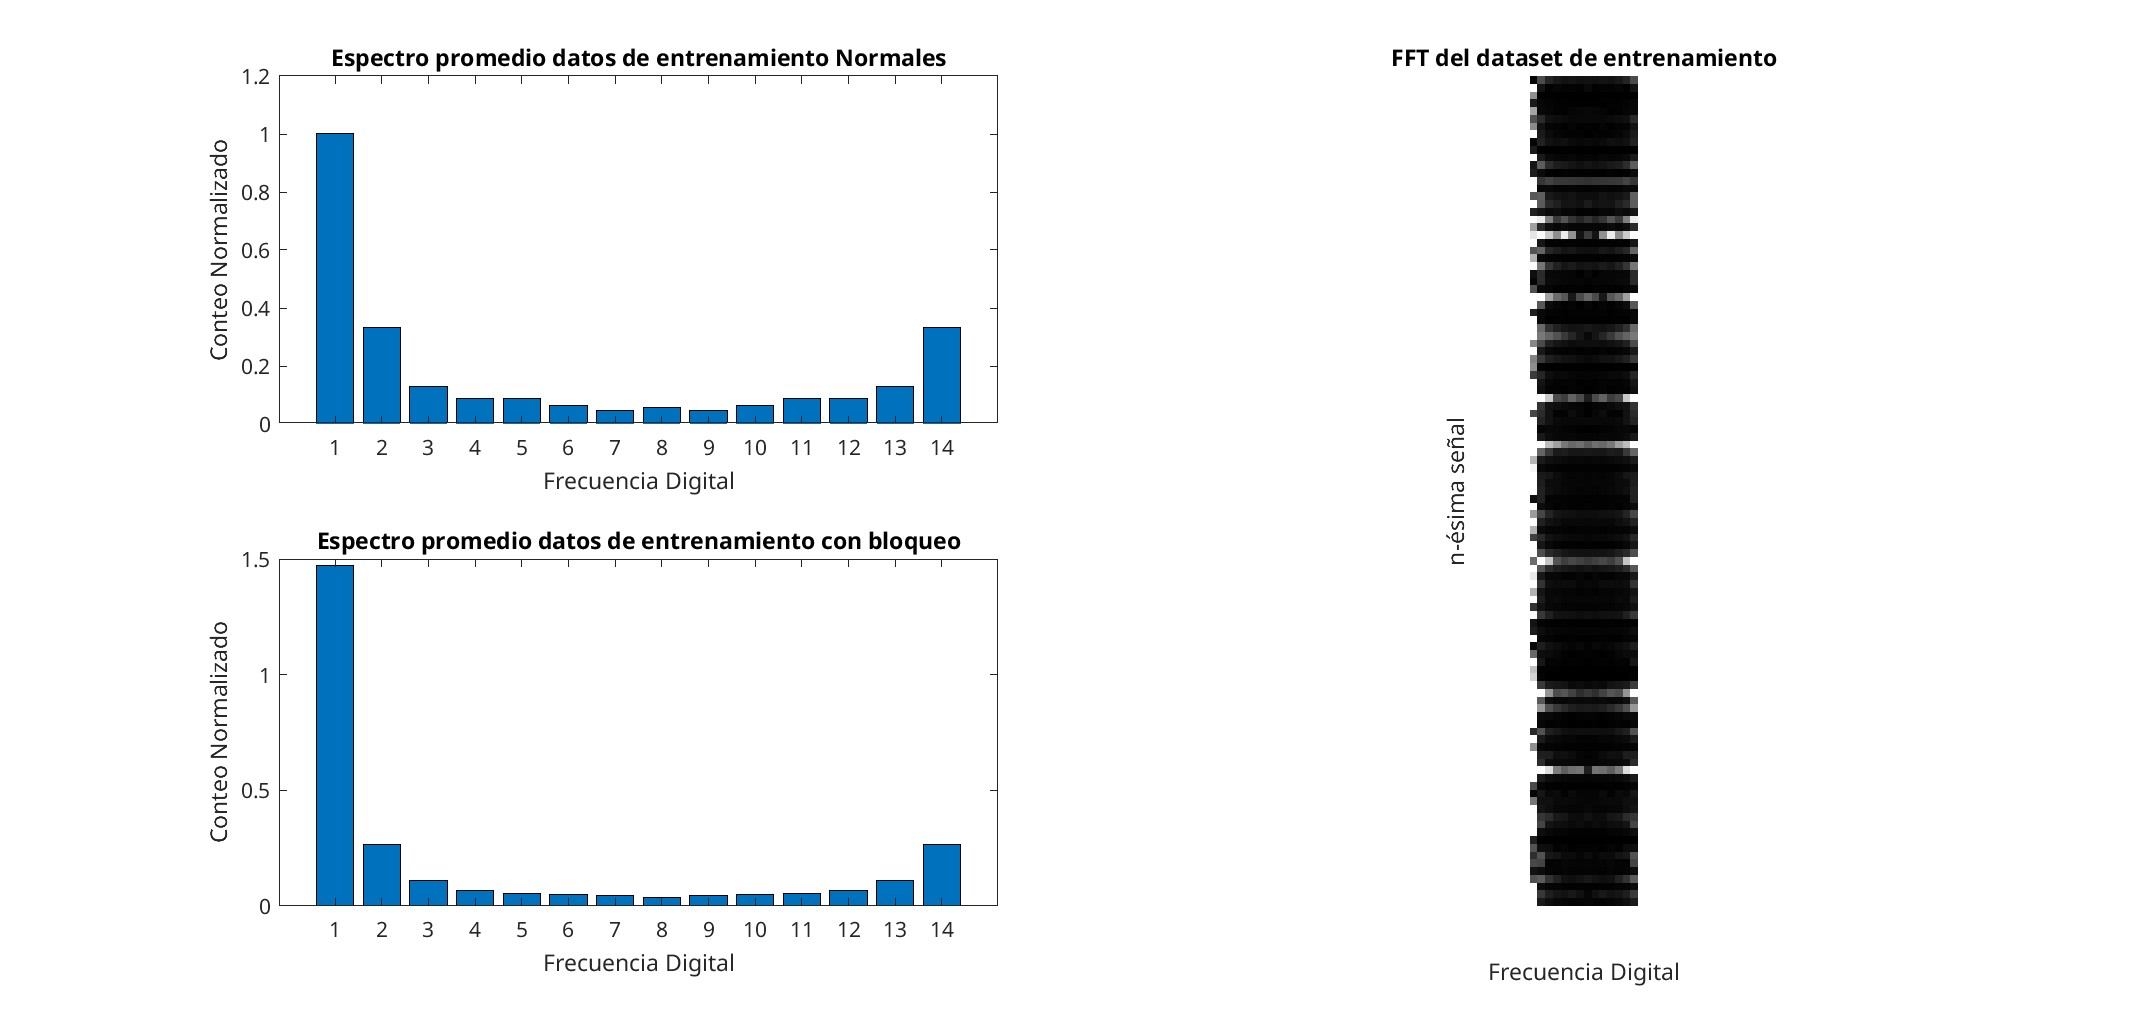 Espectro promedio datos de entrenamiento Normales
1.2
1
0.8
0.6
0.4
0.2
0
Conteo Normalizado
1 2 3 4 5 6 7 8 9 10 11 12 13 14
Frecuencia Digital
Espectro promedio datos de entrenamiento con bloqueo
1.5
1
0.5
0
Conteo Normalizado
1 2 3 4 5 6 7 8 9 10 11 12 13 14
Frecuencia Digital
FFT del dataset de entrenamiento
n-ésima señal
Frecuencia Digital